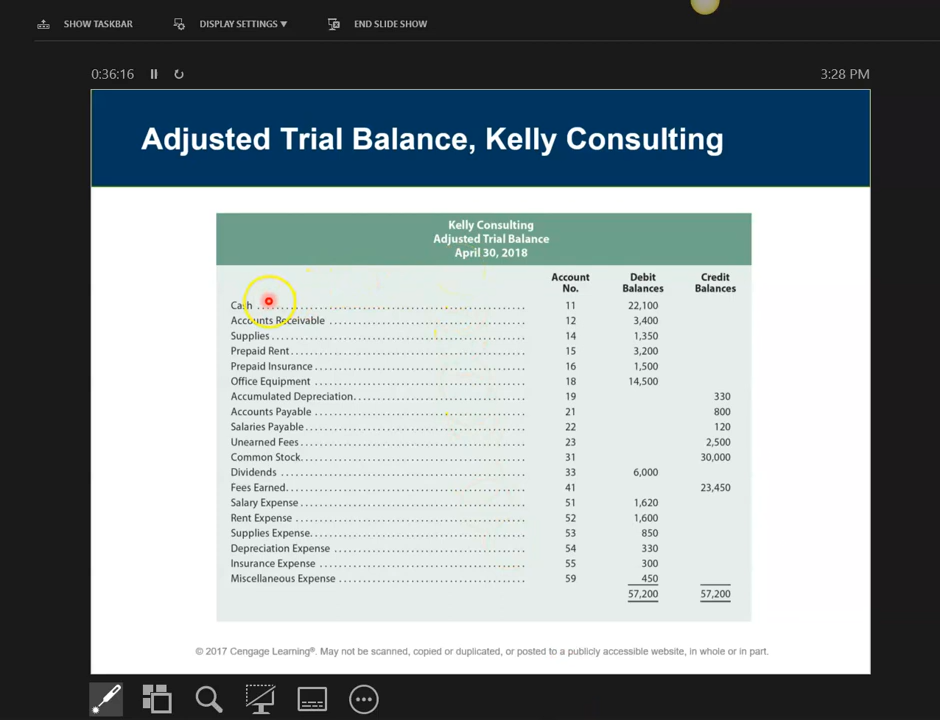 SHOW TASKBAR DISPLAY SETTINGS ▼ END SLIDE SHOW
0:36:16 3:28 PM
Adjusted Trial Balance, Kelly Consulting
Kelly Consulting
Adjusted Trial Balance
April 30, 2018
Account No. Debit Balances Credit Balances
Cash 11 22,100
Accounts Receivable 12 3,400
Supplies 14 1,350
Prepaid Rent 15 3,200
Prepaid Insurance 16 1,500
Office Equipment 18 14,500
Accumulated Depreciation 19 330
Accounts Payable 21 800
Salaries Payable 22 120
Unearned Fees 23 2,500
Common Stock 31 30,000
Dividends 33 6,000
Fees Earned 41 23,450
Salary Expense 51 1,620
Rent Expense 52 1,600
Supplies Expense 53 850
Depreciation Expense 54 330
Insurance Expense 55 300
Miscellaneous Expense 59 450
57,200 57,200
© 2017 Cengage Learning®. May not be scanned, copied or duplicated, or posted to a publicly accessible website, in whole or in part.